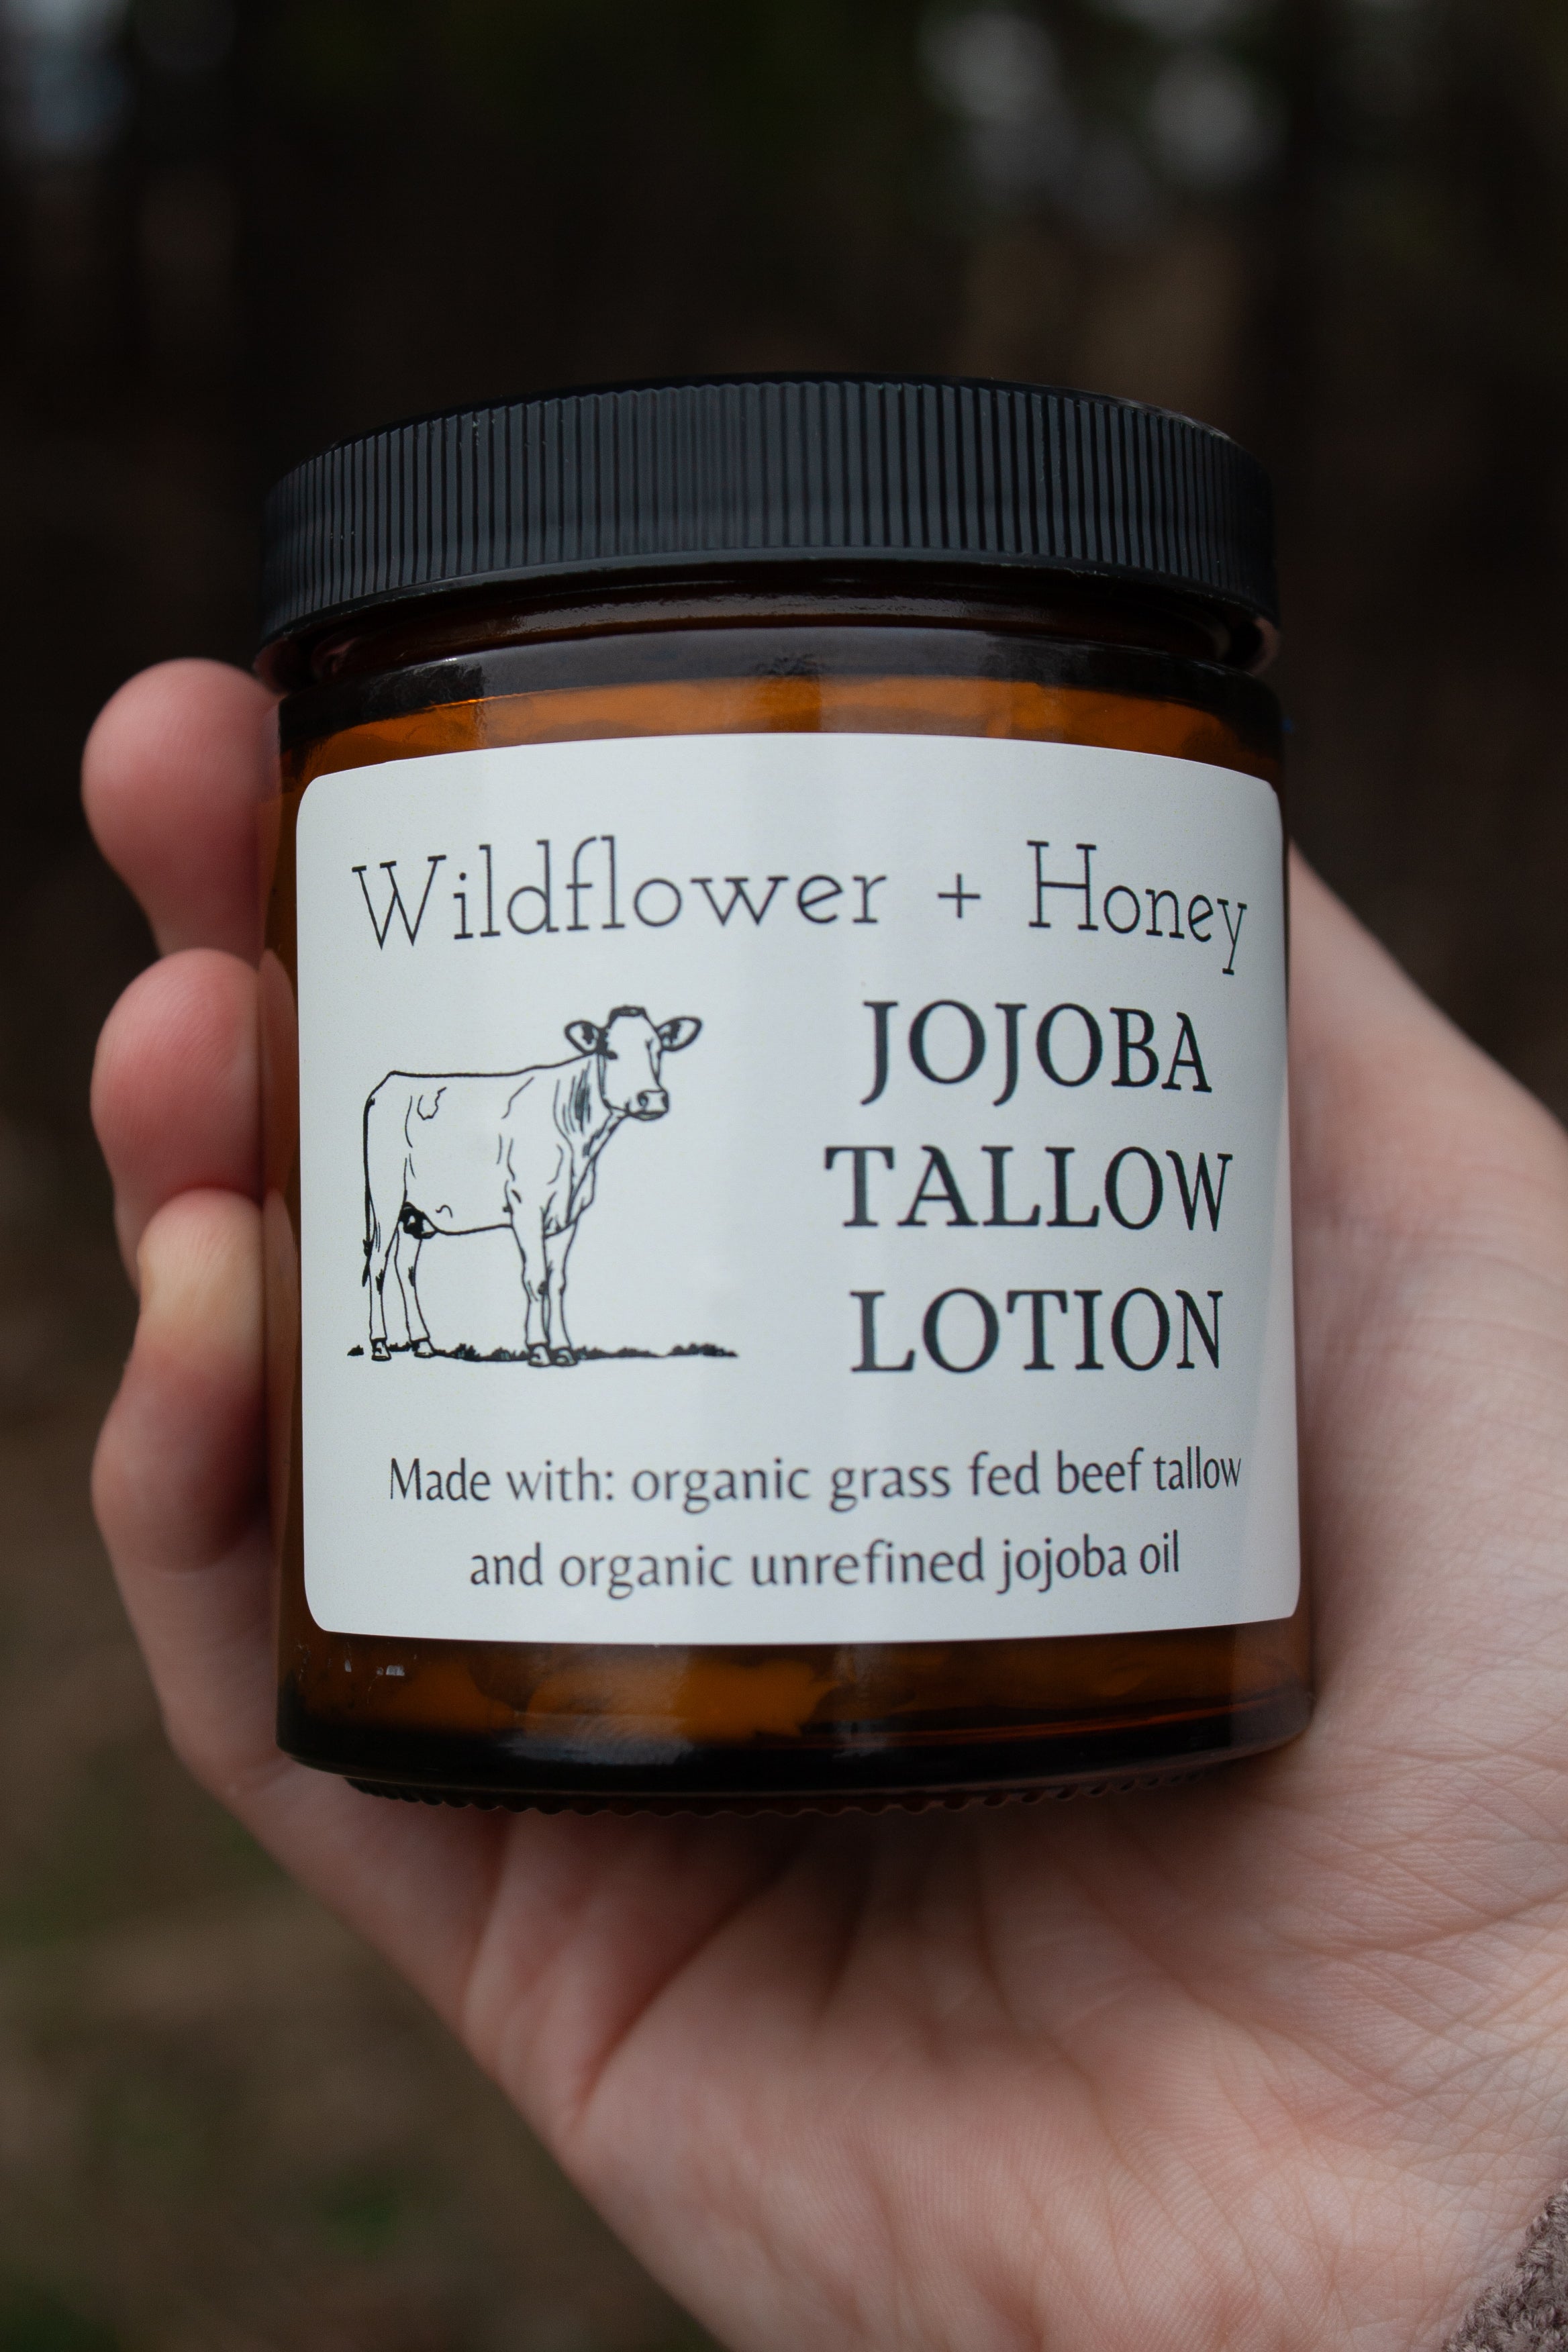 Wildflower + Honey
JOJOBA
TALLOW
LOTION
Made with: organic grass fed beef tallow
and organic unrefined jojoba oil